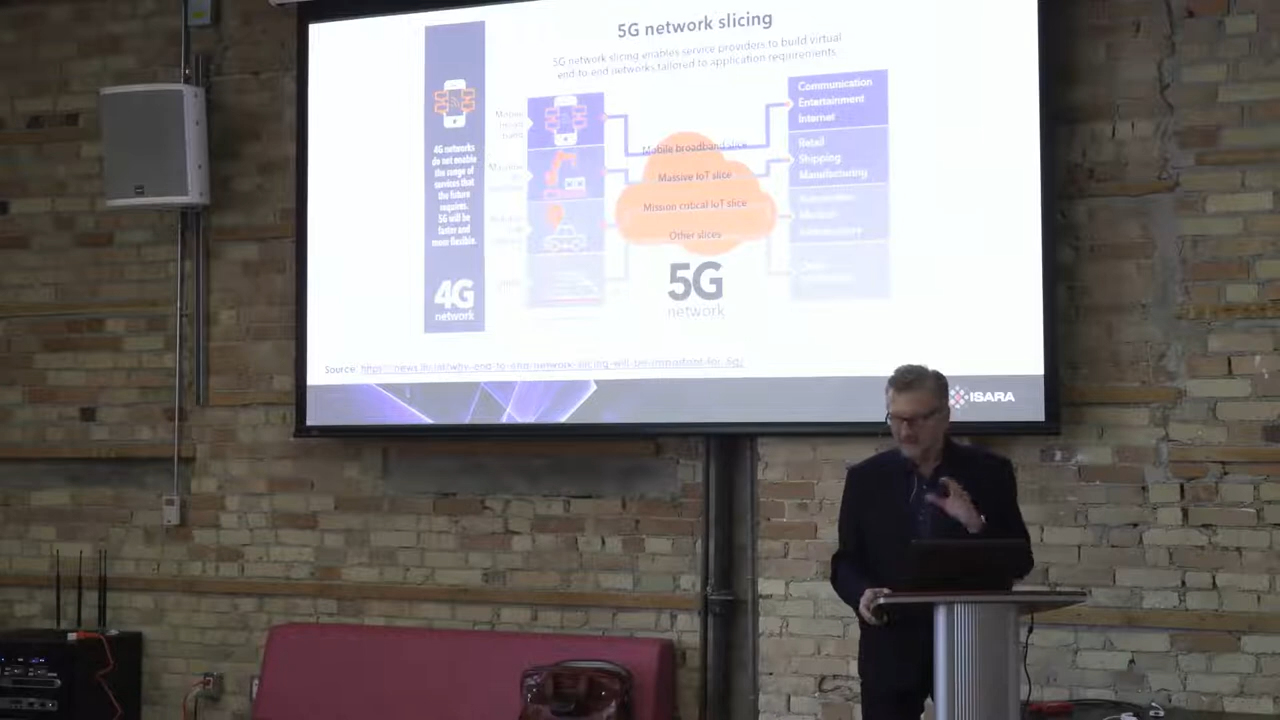 5G network slicing
5G network slicing enables service providers to build virtual
end-to-end networks tailored to application requirements
4G networks
do not enable
the range of
services that
the future
requires.
5G will be
faster and
more flexible.
4G
network
Mobile
broad
band
Mobile broadband slice
Massive IoT slice
Mission critical IoT slice
Other slices
5G
network
Communication
Entertainment
Internet
Retail
Shipping
Manufacturing
Source:
ISARA